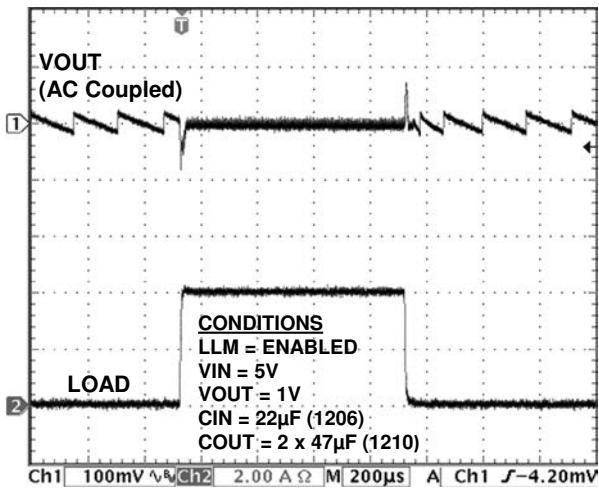 T
VOUT
(AC Coupled)
1
CONDITIONS
LLM = ENABLED
VIN = 5V
VOUT = 1V
CIN = 22µF (1206)
COUT = 2 x 47µF (1210)
LOAD
2
Ch1 100mV ∿ BW Ch2 2.00 A Ω M 200µs A Ch1 ʃ -4.20mV